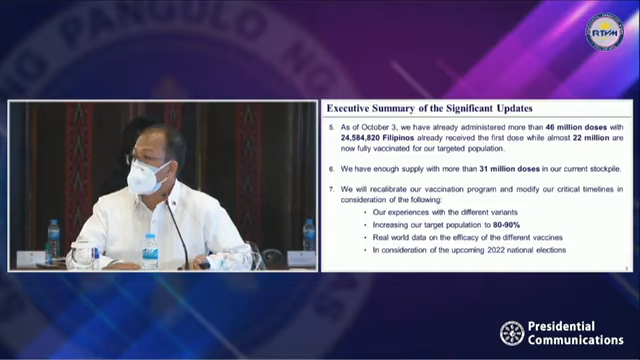 PANGULO NG
RTVM
Executive Summary of the Significant Updates
5. As of October 3, we have already administered more than 46 million doses with
24,584,820 Filipinos already received the first dose while almost 22 million are
now fully vaccinated for our targeted population.
6. We have enough supply with more than 31 million doses in our current stockpile.
7. We will recalibrate our vaccination program and modify our critical timelines in
consideration of the following:
• Our experiences with the different variants
• Increasing our target population to 80-90%
• Real world data on the efficacy of the different vaccines
• In consideration of the upcoming 2022 national elections
Presidential
Communications